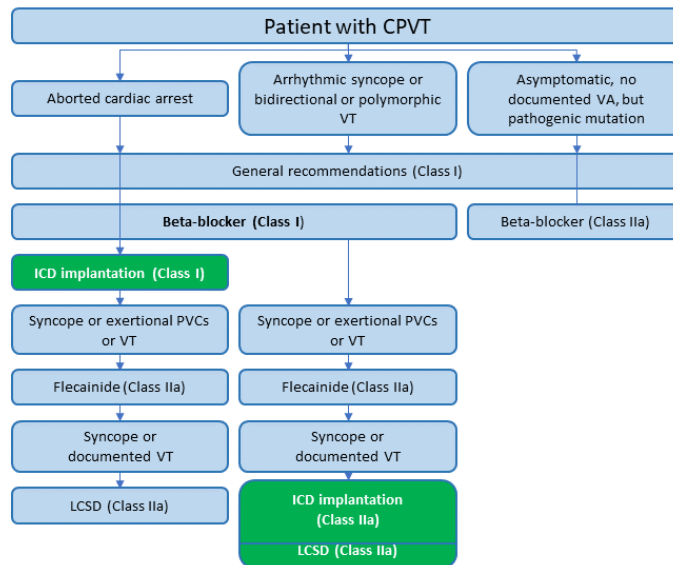 Patient with CPVT
Aborted cardiac arrest
Arrhythmic syncope or
bidirectional or polymorphic
VT
Asymptomatic, no
documented VA, but
pathogenic mutation
General recommendations (Class I)
Beta-blocker (Class I)
Beta-blocker (Class IIa)
ICD implantation (Class I)
Syncope or exertional PVCs
or VT
Syncope or exertional PVCs
or VT
Flecainide (Class IIa)
Flecainide (Class IIa)
Syncope or
documented VT
Syncope or
documented VT
LCSD (Class IIa)
ICD implantation
(Class IIa)
LCSD (Class IIa)